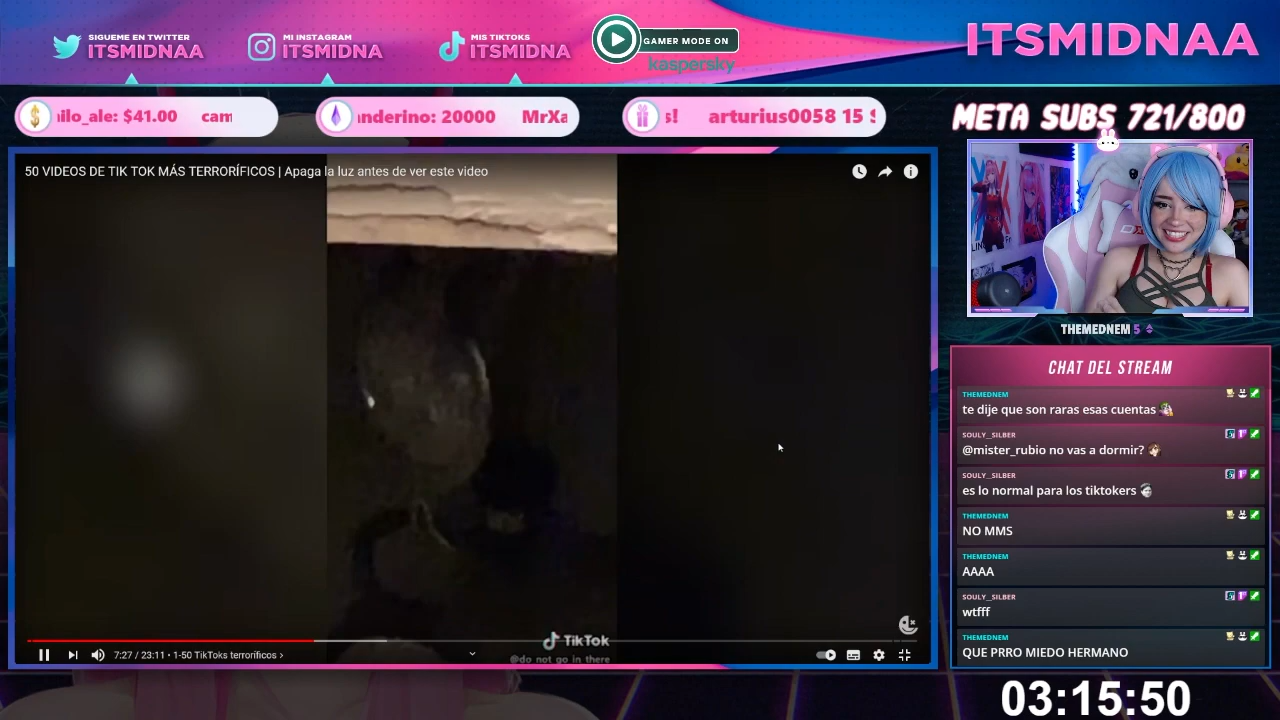 SIGUEME EN TWITTER
ITSMIDNAA
MI INSTAGRAM
ITSMIDNA
MIS TIKTOKS
ITSMIDNA
GAMER MODE ON
kaspersky
ITSMIDNAA
ilo_ale: $41.00 cam
anderino: 20000 MrXa
s! arturius0058 15 S
META SUBS 721/800
50 VIDEOS DE TIK TOK MÁS TERRORÍFICOS | Apaga la luz antes de ver este video
THEMEDNEM 5
CHAT DEL STREAM
THEMEDNEM
te dije que son raras esas cuentas
SOULY_SILBER
@mister_rubio no vas a dormir?
SOULY_SILBER
es lo normal para los tiktokers
THEMEDNEM
NO MMS
THEMEDNEM
AAAA
SOULY_SILBER
wtfff
THEMEDNEM
QUE PRRO MIEDO HERMANO
TikTok
@do not go in there
7:27 / 23:11 • 1-50 TikToks terroríficos ›
03:15:50